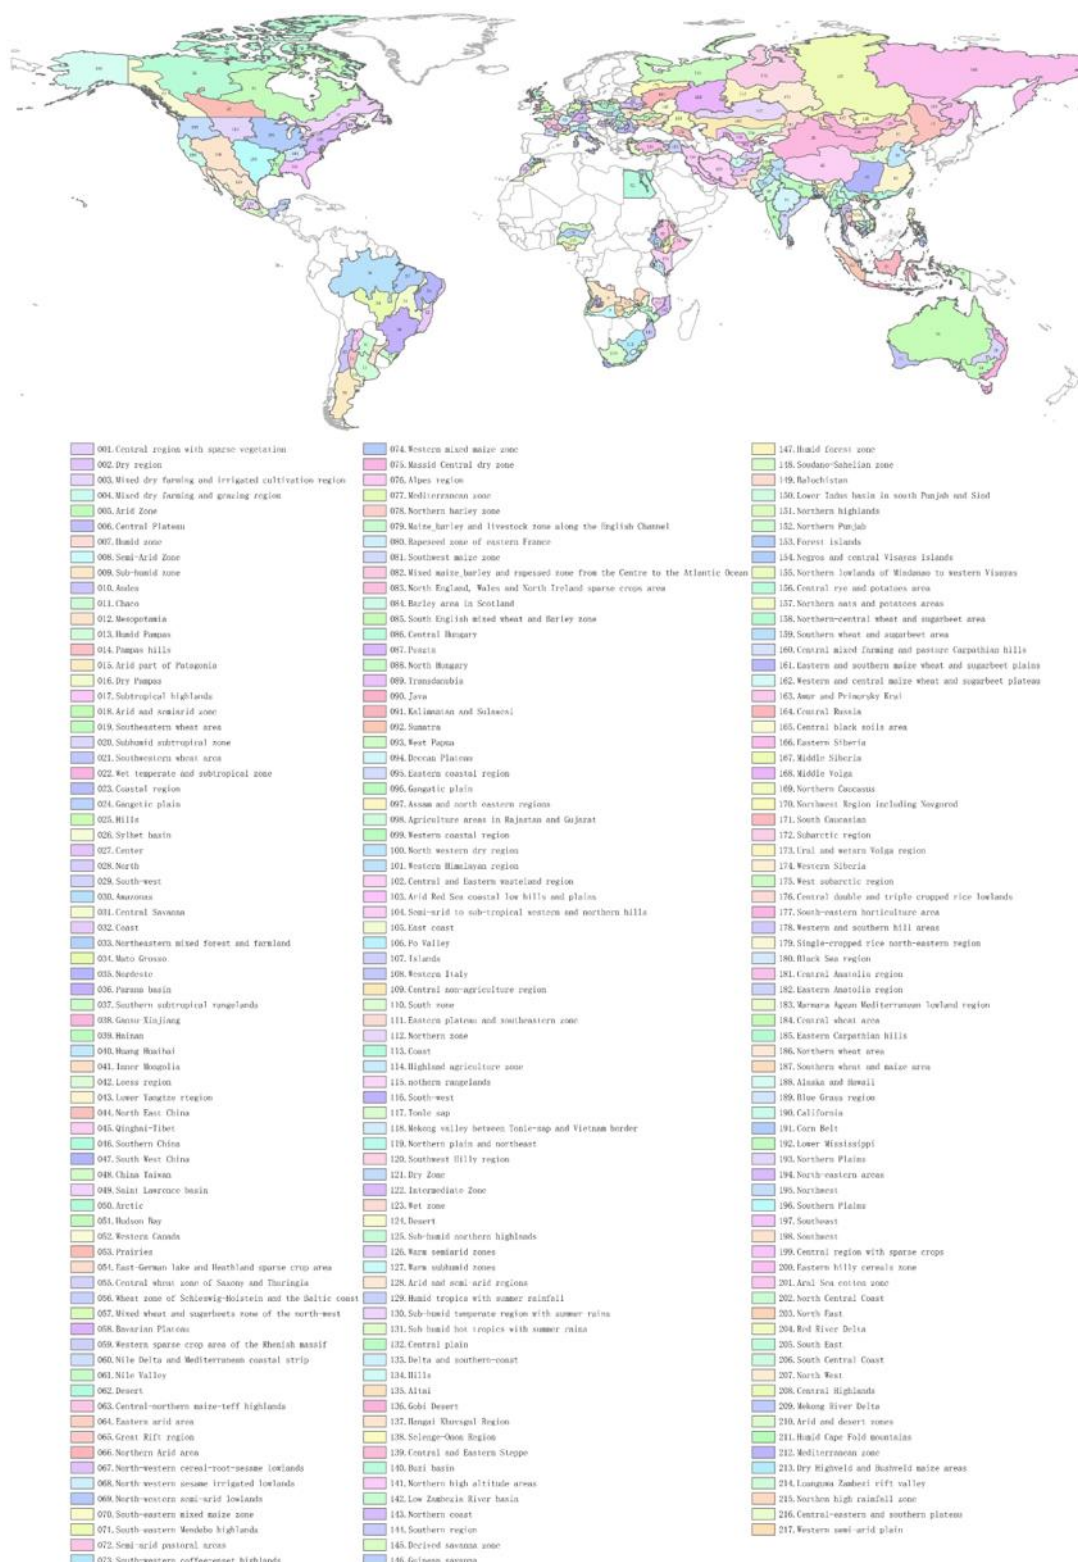 001.Central region with sparse vegetation
002.Dry region
003.Mixed dry farming and irrigated cultivation region
004.Mixed dry farming and grazing region
005.Arid Zone
006.Central Plateau
007.Humid zone
008.Semi-Arid Zone
009.Sub-humid zone
010.Andes
011.Chaco
012.Mesopotamia
013.Humid Pampas
014.Pampas hills
015.Arid part of Patagonia
016.Dry Pampas
017.Subtropical highlands
018.Arid and semiarid zone
019.Southeastern wheat area
020.Subhumid subtropical zone
021.Southwestern wheat area
022.Wet temperate and subtropical zone
023.Coastal region
024.Gangetic plain
025.Hills
026.Sylhet basin
027.Center
028.North
029.South-west
030.Amazonas
031.Central Savanna
032.Coast
033.Northeastern mixed forest and farmland
034.Mato Grosso
035.Nordeste
036.Parana basin
037.Southern subtropical rangelands
038.Gansu-Xinjiang
039.Hainan
040.Huang Huaihai
041.Inner Mongolia
042.Loess region
043.Lower Yangtze rtegion
044.North East China
045.Qinghai-Tibet
046.Southern China
047.South West China
048.China Taiwan
049.Saint Lawrence basin
050.Arctic
051.Hudson Bay
052.Western Canada
053.Prairies
054.East-German lake and Heathland sparse crop area
055.Central wheat zone of Saxony and Thuringia
056.Wheat zone of Schleswig-Holstein and the Baltic coast
057.Mixed wheat and sugarbeets zone of the north-west
058.Bavarian Plateau
059.Western sparse crop area of the Rhenish massif
060.Nile Delta and Mediterranean coastal strip
061.Nile Valley
062.Desert
063.Central-northern maize-teff highlands
064.Eastern arid area
065.Great Rift region
066.Northern Arid area
067.North-western cereal-root-sesame lowlands
068.North western sesame irrigated lowlands
069.North-western semi-arid lowlands
070.South-eastern mixed maize zone
071.South-eastern Mendebo highlands
072.Semi-arid pastoral areas
073.South-western coffee-enset highlands
074.Western mixed maize zone
075.Massid Central dry zone
076.Alpes region
077.Mediterranean zone
078.Northern barley zone
079.Maize_barley and livestock zone along the English Channel
080.Rapeseed zone of eastern France
081.Southwest maize zone
082.Mixed maize_barley and rapessed zone from the Centre to the Atlantic Ocean
083.North England, Wales and North Ireland sparse crops area
084.Barley area in Scotland
085.South English mixed wheat and Barley zone
086.Central Hungary
087.Puszta
088.North Hungary
089.Transdanubia
090.Java
091.Kalimantan and Sulawesi
092.Sumatra
093.West Papua
094.Deccan Plateau
095.Eastern coastal region
096.Gangatic plain
097.Assam and north eastern regions
098.Agriculture areas in Rajastan and Gujarat
099.Western coastal region
100.North western dry region
101.Western Himalayan region
102.Central and Eastern wasteland region
103.Arid Red Sea coastal low hills and plains
104.Semi-arid to sub-tropical western and northern hills
105.East coast
106.Po Valley
107.Islands
108.Western Italy
109.Central non-agriculture region
110.South zone
111.Eastern plateau and southeastern zone
112.Northern zone
113.Coast
114.Highland agriculture zone
115.nothern rangelands
116.South-west
117.Tonle sap
118.Mekong valley between Tonle-sap and Vietnam border
119.Northern plain and northeast
120.Southwest Hilly region
121.Dry Zone
122.Intermediate Zone
123.Wet zone
124.Desert
125.Sub-humid northern highlands
126.Warm semiarid zones
127.Warm subhumid zones
128.Arid and semi-arid regions
129.Humid tropics with summer rainfall
130.Sub-humid temperate region with summer rains
131.Sub humid hot tropics with summer rains
132.Central plain
133.Delta and southern-coast
134.Hills
135.Altai
136.Gobi Desert
137.Hangai Khuvsgul Region
138.Selenge-Onon Region
139.Central and Eastern Steppe
140.Buzi basin
141.Northern high altitude areas
142.Low Zambezia River basin
143.Northern coast
144.Southern region
145.Derived savanna zone
146.Guinean savanna
147.Humid forest zone
148.Soudano-Sahelian zone
149.Balochistan
150.Lower Indus basin in south Punjab and Sind
151.Northern highlands
152.Northern Punjab
153.Forest islands
154.Negros and central Visayas Islands
155.Northern lowlands of Mindanao to western Visayas
156.Central rye and potatoes area
157.Northern oats and potatoes areas
158.Northern-central wheat and sugarbeet area
159.Southern wheat and sugarbeet area
160.Central mixed farming and pasture Carpathian hills
161.Eastern and southern maize wheat and sugarbeet plains
162.Western and central maize wheat and sugarbeet plateau
163.Amur and Primorsky Krai
164.Central Russia
165.Central black soils area
166.Eastern Siberia
167.Middle Siberia
168.Middle Volga
169.Northern Caucasus
170.Northwest Region including Novgorod
171.South Caucasian
172.Subarctic region
173.Ural and wetarn Volga region
174.Western Siberia
175.West subarctic region
176.Central double and triple cropped rice lowlands
177.South-eastern horticulture area
178.Western and southern hill areas
179.Single-cropped rice north-eastern region
180.Black Sea region
181.Central Anatolia region
182.Eastern Anatolia region
183.Marmara Agean Mediterranean lowland region
184.Central wheat area
185.Eastern Carpathian hills
186.Northern wheat area
187.Southern wheat and maize area
188.Alaska and Hawaii
189.Blue Grass region
190.California
191.Corn Belt
192.Lower Mississippi
193.Northern Plains
194.North-eastern areas
195.Northwest
196.Southern Plains
197.Southeast
198.Southwest
199.Central region with sparse crops
200.Eastern hilly cereals zone
201.Aral Sea cotton zone
202.North Central Coast
203.North East
204.Red River Delta
205.South East
206.South Central Coast
207.North West
208.Central Highlands
209.Mekong River Delta
210.Arid and desert zones
211.Humid Cape Fold mountains
212.Mediterranean zone
213.Dry Highveld and Bushveld maize areas
214.Luangwa Zambezi rift valley
215.Northen high rainfall zone
216.Central-eastern and southern plateau
217.Western semi-arid plain